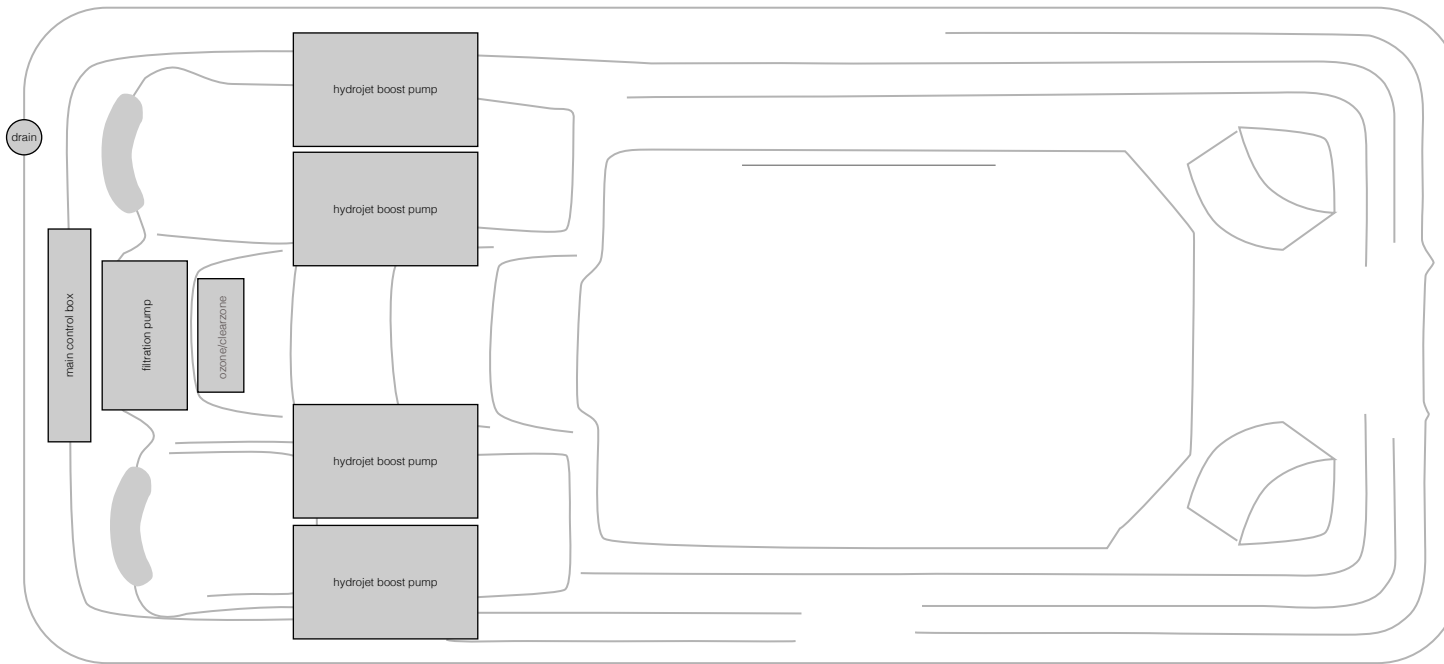 hydrojet boost pump
drain
hydrojet boost pump
main control box
filtration pump
ozone/clearzone
hydrojet boost pump
hydrojet boost pump